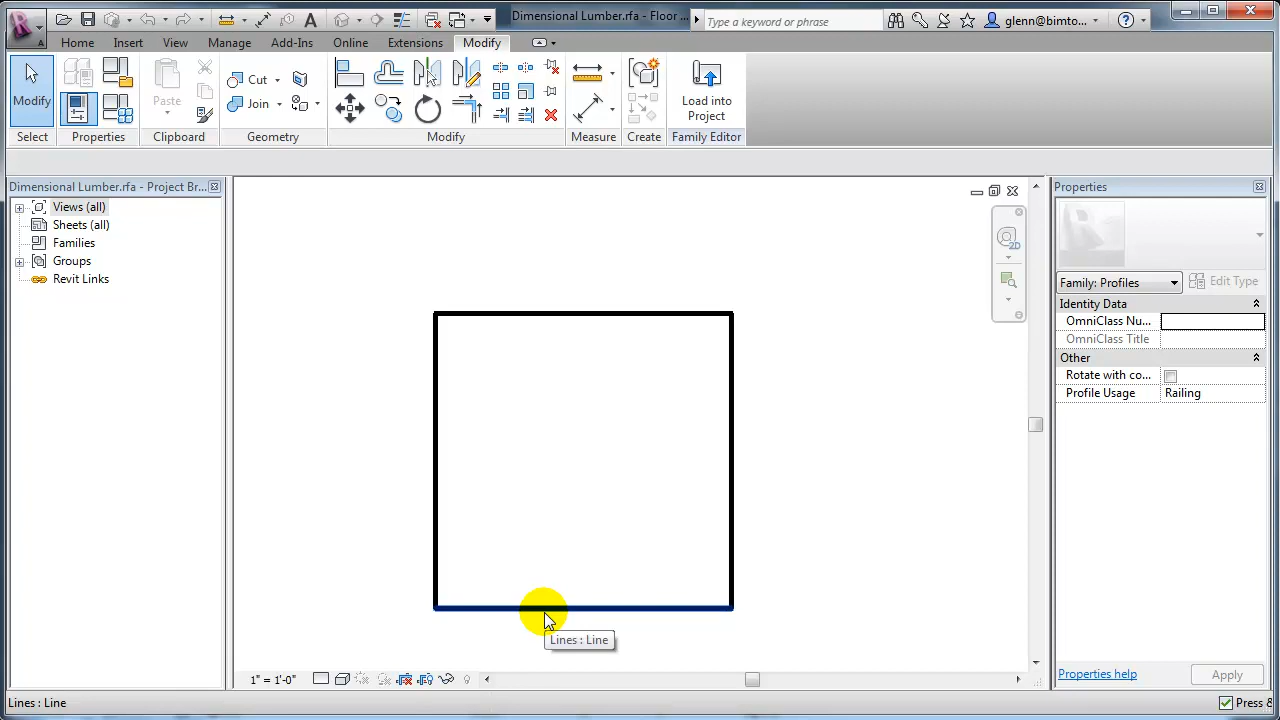 Dimensional Lumber.rfa - Floor ...
Type a keyword or phrase
glenn@bimto...
Home Insert View Manage Add-Ins Online Extensions Modify
Modify
Paste
Cut
Join
Load into
Project
Select Properties Clipboard Geometry Modify Measure Create Family Editor
Dimensional Lumber.rfa - Project Br...
Views (all)
Sheets (all)
Families
Groups
Revit Links
2D
Lines : Line
1" = 1'-0"
Properties
Family: Profiles
Edit Type
Identity Data
OmniClass Nu...
OmniClass Title
Other
Rotate with co...
Profile Usage Railing
Properties help
Apply
Lines : Line
Press &